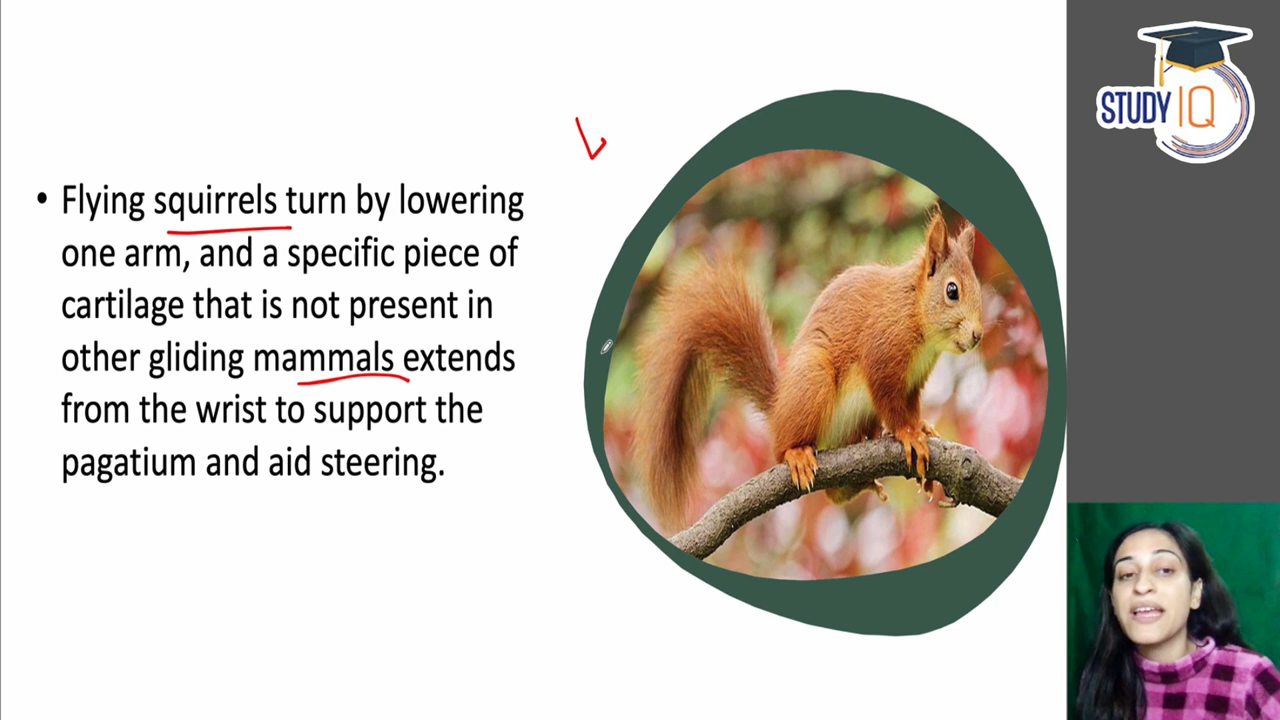 • Flying squirrels turn by lowering
one arm, and a specific piece of
cartilage that is not present in
other gliding mammals extends
from the wrist to support the
pagatium and aid steering.
STUDY IQ